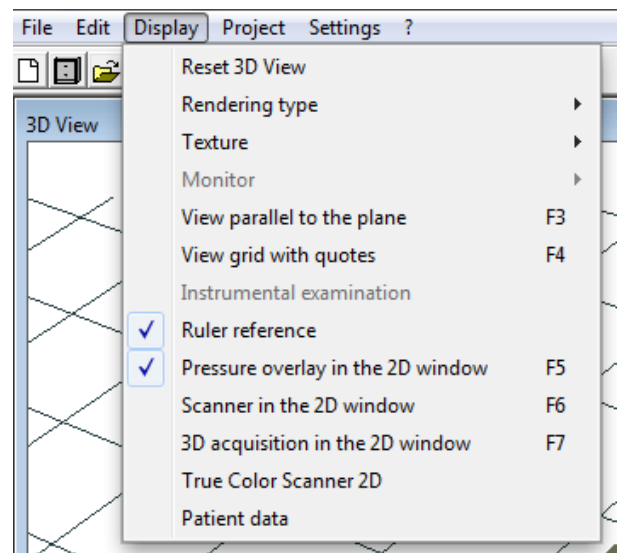 File Edit Display Project Settings ?
3D View
Reset 3D View
Rendering type
Texture
Monitor
View parallel to the plane F3
View grid with quotes F4
Instrumental examination
Ruler reference
Pressure overlay in the 2D window F5
Scanner in the 2D window F6
3D acquisition in the 2D window F7
True Color Scanner 2D
Patient data